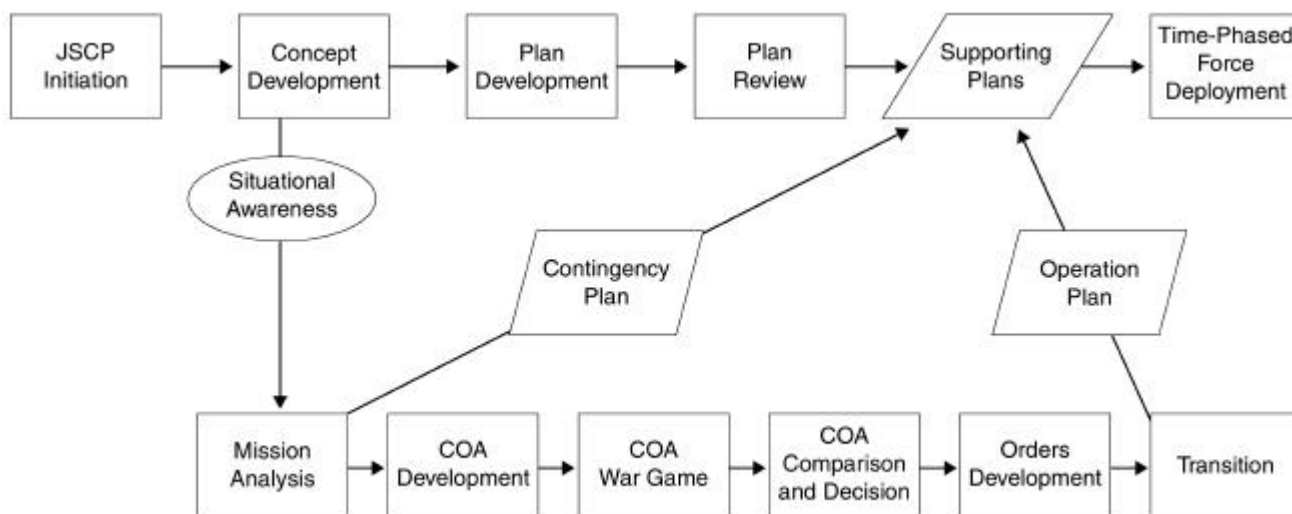 JSCP
Initiation
Concept
Development
Plan
Development
Plan
Review
Supporting
Plans
Time-Phased
Force
Deployment
Situational
Awareness
Contingency
Plan
Operation
Plan
Mission
Analysis
COA
Development
COA
War Game
COA
Comparison
and Decision
Orders
Development
Transition